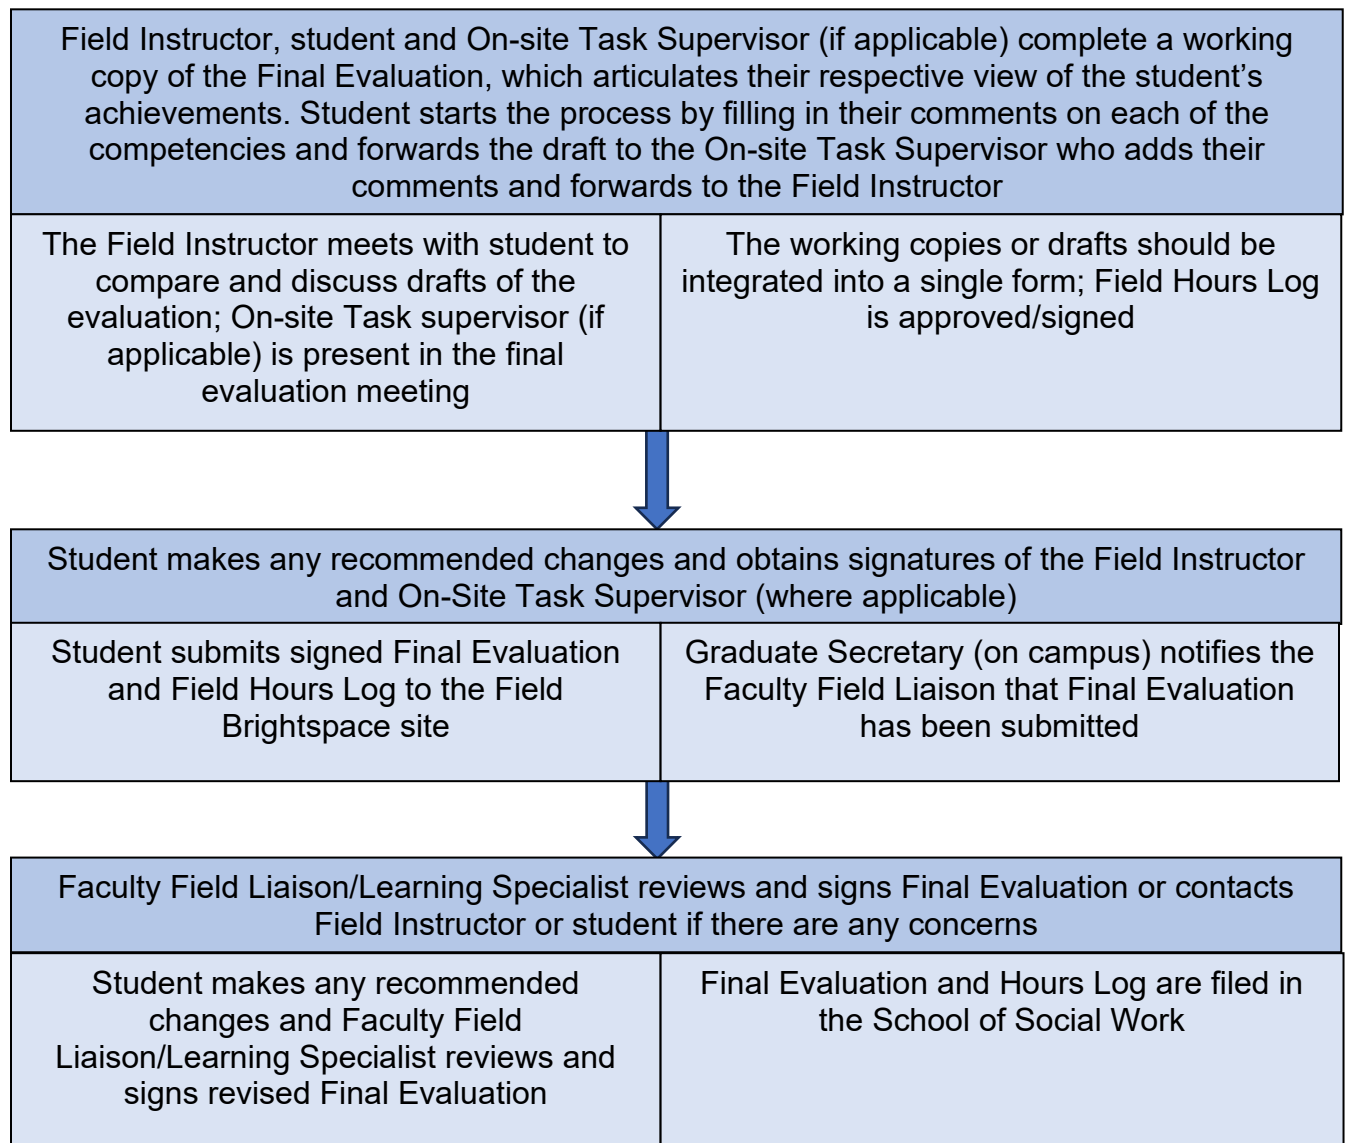 Field Instructor, student and On-site Task Supervisor (if applicable) complete a working
copy of the Final Evaluation, which articulates their respective view of the student’s
achievements. Student starts the process by filling in their comments on each of the
competencies and forwards the draft to the On-site Task Supervisor who adds their
comments and forwards to the Field Instructor
The Field Instructor meets with student to
compare and discuss drafts of the
evaluation; On-site Task supervisor (if
applicable) is present in the final
evaluation meeting
The working copies or drafts should be
integrated into a single form; Field Hours Log
is approved/signed
Student makes any recommended changes and obtains signatures of the Field Instructor
and On-Site Task Supervisor (where applicable)
Student submits signed Final Evaluation
and Field Hours Log to the Field
Brightspace site
Graduate Secretary (on campus) notifies the
Faculty Field Liaison that Final Evaluation
has been submitted
Faculty Field Liaison/Learning Specialist reviews and signs Final Evaluation or contacts
Field Instructor or student if there are any concerns
Student makes any recommended
changes and Faculty Field
Liaison/Learning Specialist reviews and
signs revised Final Evaluation
Final Evaluation and Hours Log are filed in
the School of Social Work